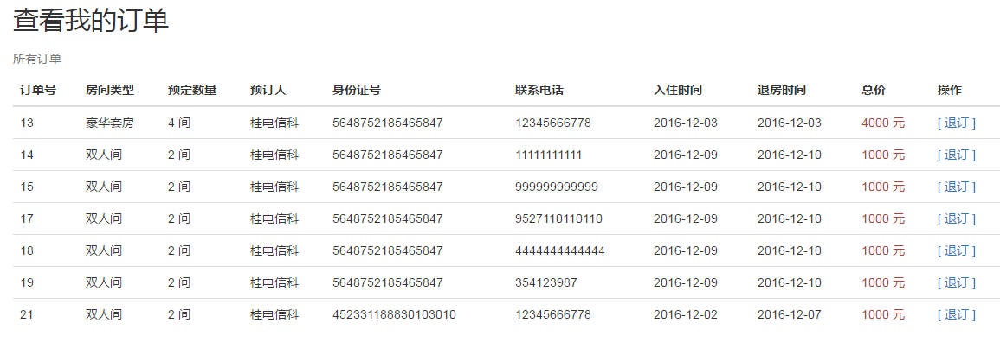 查看我的订单
所有订单
订单号 房间类型 预定数量 预订人 身份证号 联系电话 入住时间 退房时间 总价 操作
13 豪华套房 4 间 桂电信科 5648752185465847 12345666778 2016-12-03 2016-12-03 4000 元 [ 退订 ]
14 双人间 2 间 桂电信科 5648752185465847 11111111111 2016-12-09 2016-12-10 1000 元 [ 退订 ]
15 双人间 2 间 桂电信科 5648752185465847 999999999999 2016-12-09 2016-12-10 1000 元 [ 退订 ]
17 双人间 2 间 桂电信科 5648752185465847 9527110110110 2016-12-09 2016-12-10 1000 元 [ 退订 ]
18 双人间 2 间 桂电信科 5648752185465847 4444444444444 2016-12-09 2016-12-10 1000 元 [ 退订 ]
19 双人间 2 间 桂电信科 5648752185465847 354123987 2016-12-09 2016-12-10 1000 元 [ 退订 ]
21 双人间 2 间 桂电信科 452331188830103010 12345666778 2016-12-02 2016-12-07 1000 元 [ 退订 ]